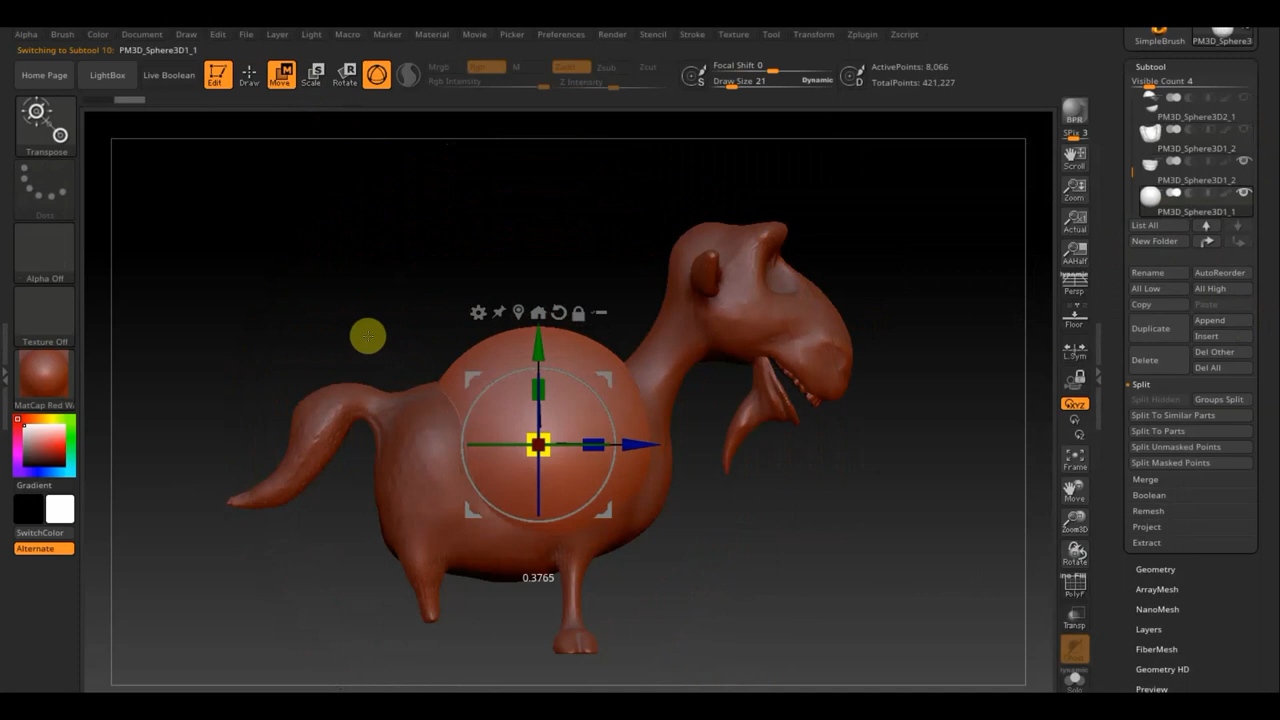 Alpha Brush Color Document Draw Edit File Layer Light Macro Marker Material Movie Picker Preferences Render Stencil Stroke Texture Tool Transform Zplugin Zscript
Switching to Subtool 10: PM3D_Sphere3D1_1
Home Page LightBox Live Boolean Edit Draw Move Scale Rotate
Mrgb Rgb M Zadd Zsub Zcut
Rgb Intensity Z Intensity
Focal Shift 0
Draw Size 21 Dynamic
ActivePoints: 8,066
TotalPoints: 421,227
S
D
Transpose
Dots
Alpha Off
Texture Off
MatCap Red W
Gradient
SwitchColor
Alternate
0.3765
BPR
SPix 3
Scroll
Zoom
Actual
AAHalf
Dynamic
Persp
Floor
L.Sym
XYZ
Y
Z
Frame
Move
Zoom3D
Rotate
PolyF
Transp
Solo
SimpleBrush PM3D_Sphere3
Subtool
Visible Count 4
PM3D_Sphere3D2_1
PM3D_Sphere3D1_2
PM3D_Sphere3D1_2
PM3D_Sphere3D1_1
List All
New Folder
Rename AutoReorder
All Low All High
Copy Paste
Duplicate Append
Insert
Delete Del Other
Del All
Split
Split Hidden Groups Split
Split To Similar Parts
Split To Parts
Split Unmasked Points
Split Masked Points
Merge
Boolean
Remesh
Project
Extract
Geometry
ArrayMesh
NanoMesh
Layers
FiberMesh
Geometry HD
Preview